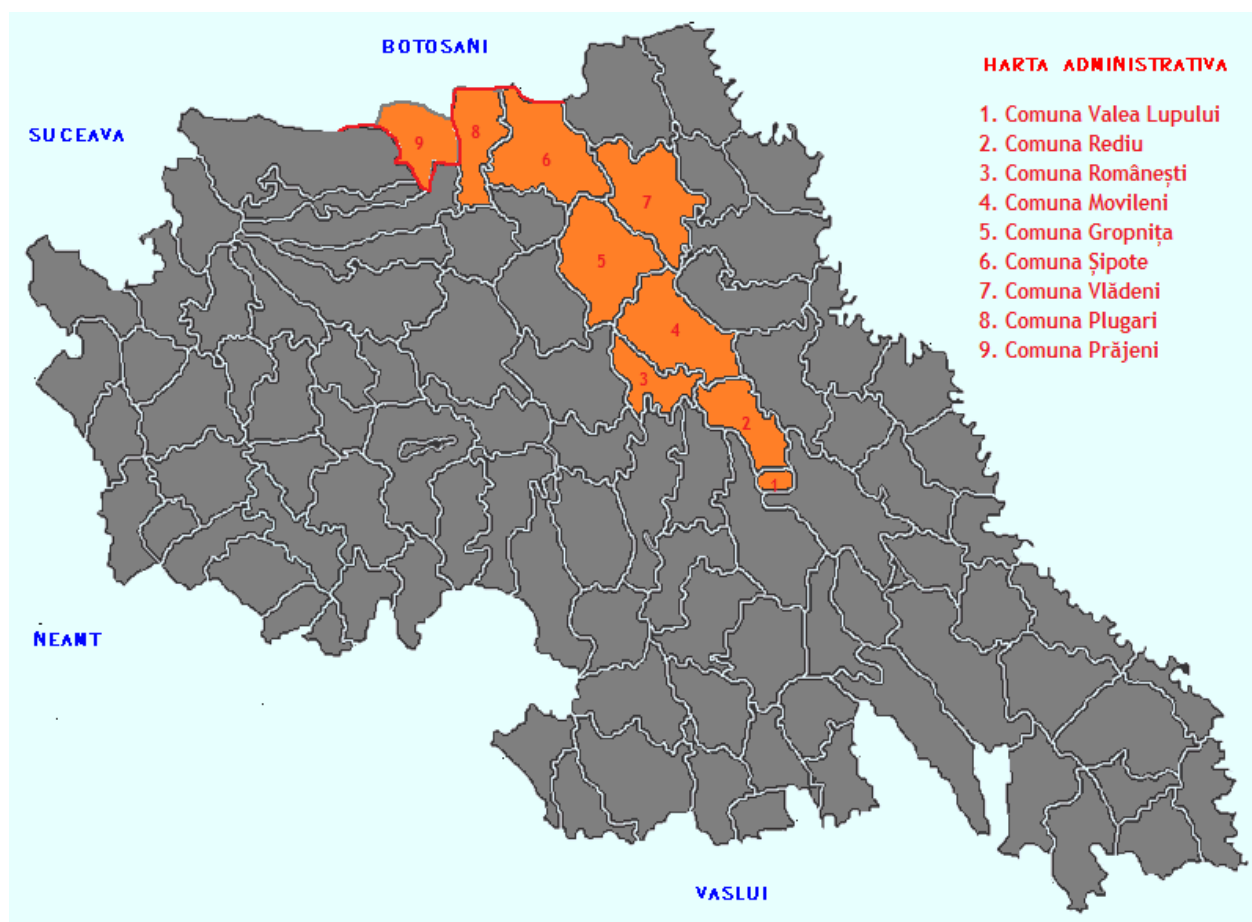 BOTOSANI
SUCEAVA
HARTA ADMINISTRATIVA
1. Comuna Valea Lupului
2. Comuna Rediu
3. Comuna Românești
4. Comuna Movileni
5. Comuna Gropnița
6. Comuna Șipote
7. Comuna Vlădeni
8. Comuna Plugari
9. Comuna Prăjeni
9
8
6
7
5
4
3
2
1
NEAMT
VASLUI